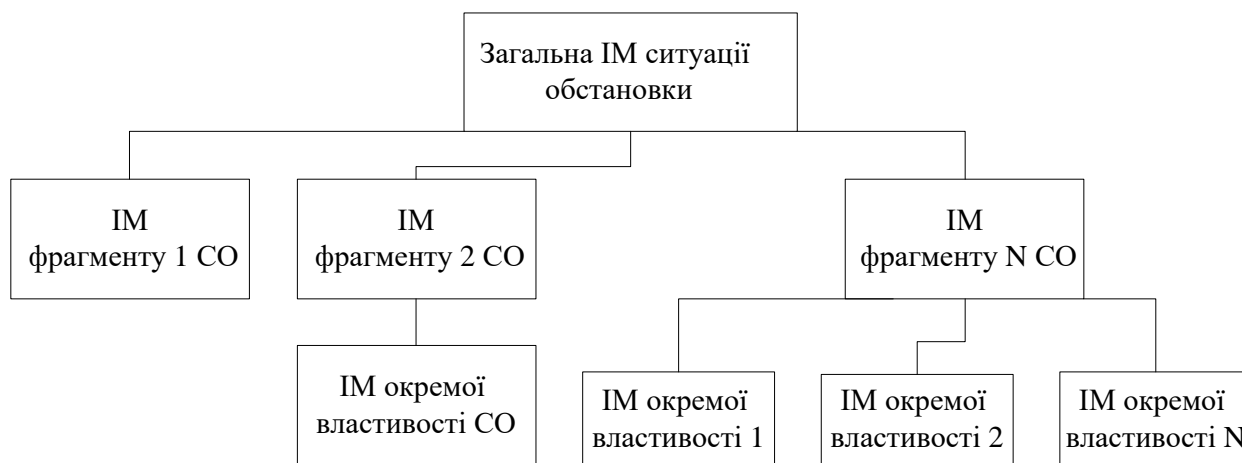 Загальна ІМ ситуації
обстановки
ІМ
фрагменту 1 СО
ІМ
фрагменту 2 СО
ІМ
фрагменту N СО
ІМ окремої
властивості СО
ІМ окремої
властивості 1
ІМ окремої
властивості 2
ІМ окремої
властивості N